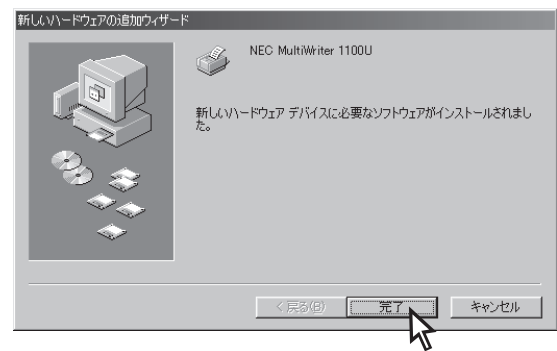 新しいハードウェアの追加ウィザード
NEC MultiWriter 1100U
新しいハードウェア デバイスに必要なソフトウェアがインストールされまし
た。
< 戻る(B)
完了
キャンセル